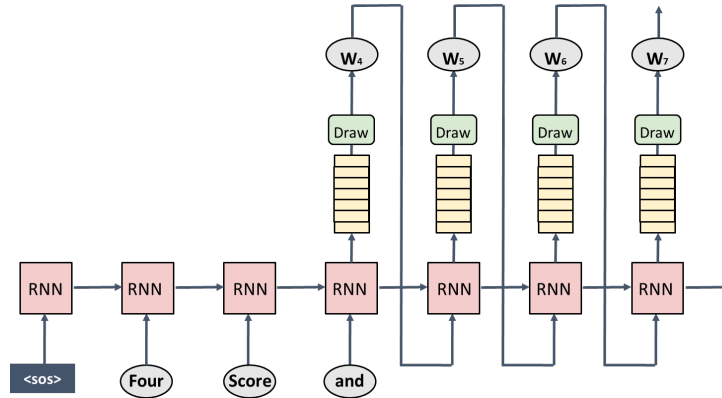 W4 W5 W6 W7
Draw Draw Draw Draw
RNN RNN RNN RNN RNN RNN RNN
<sos> Four Score and